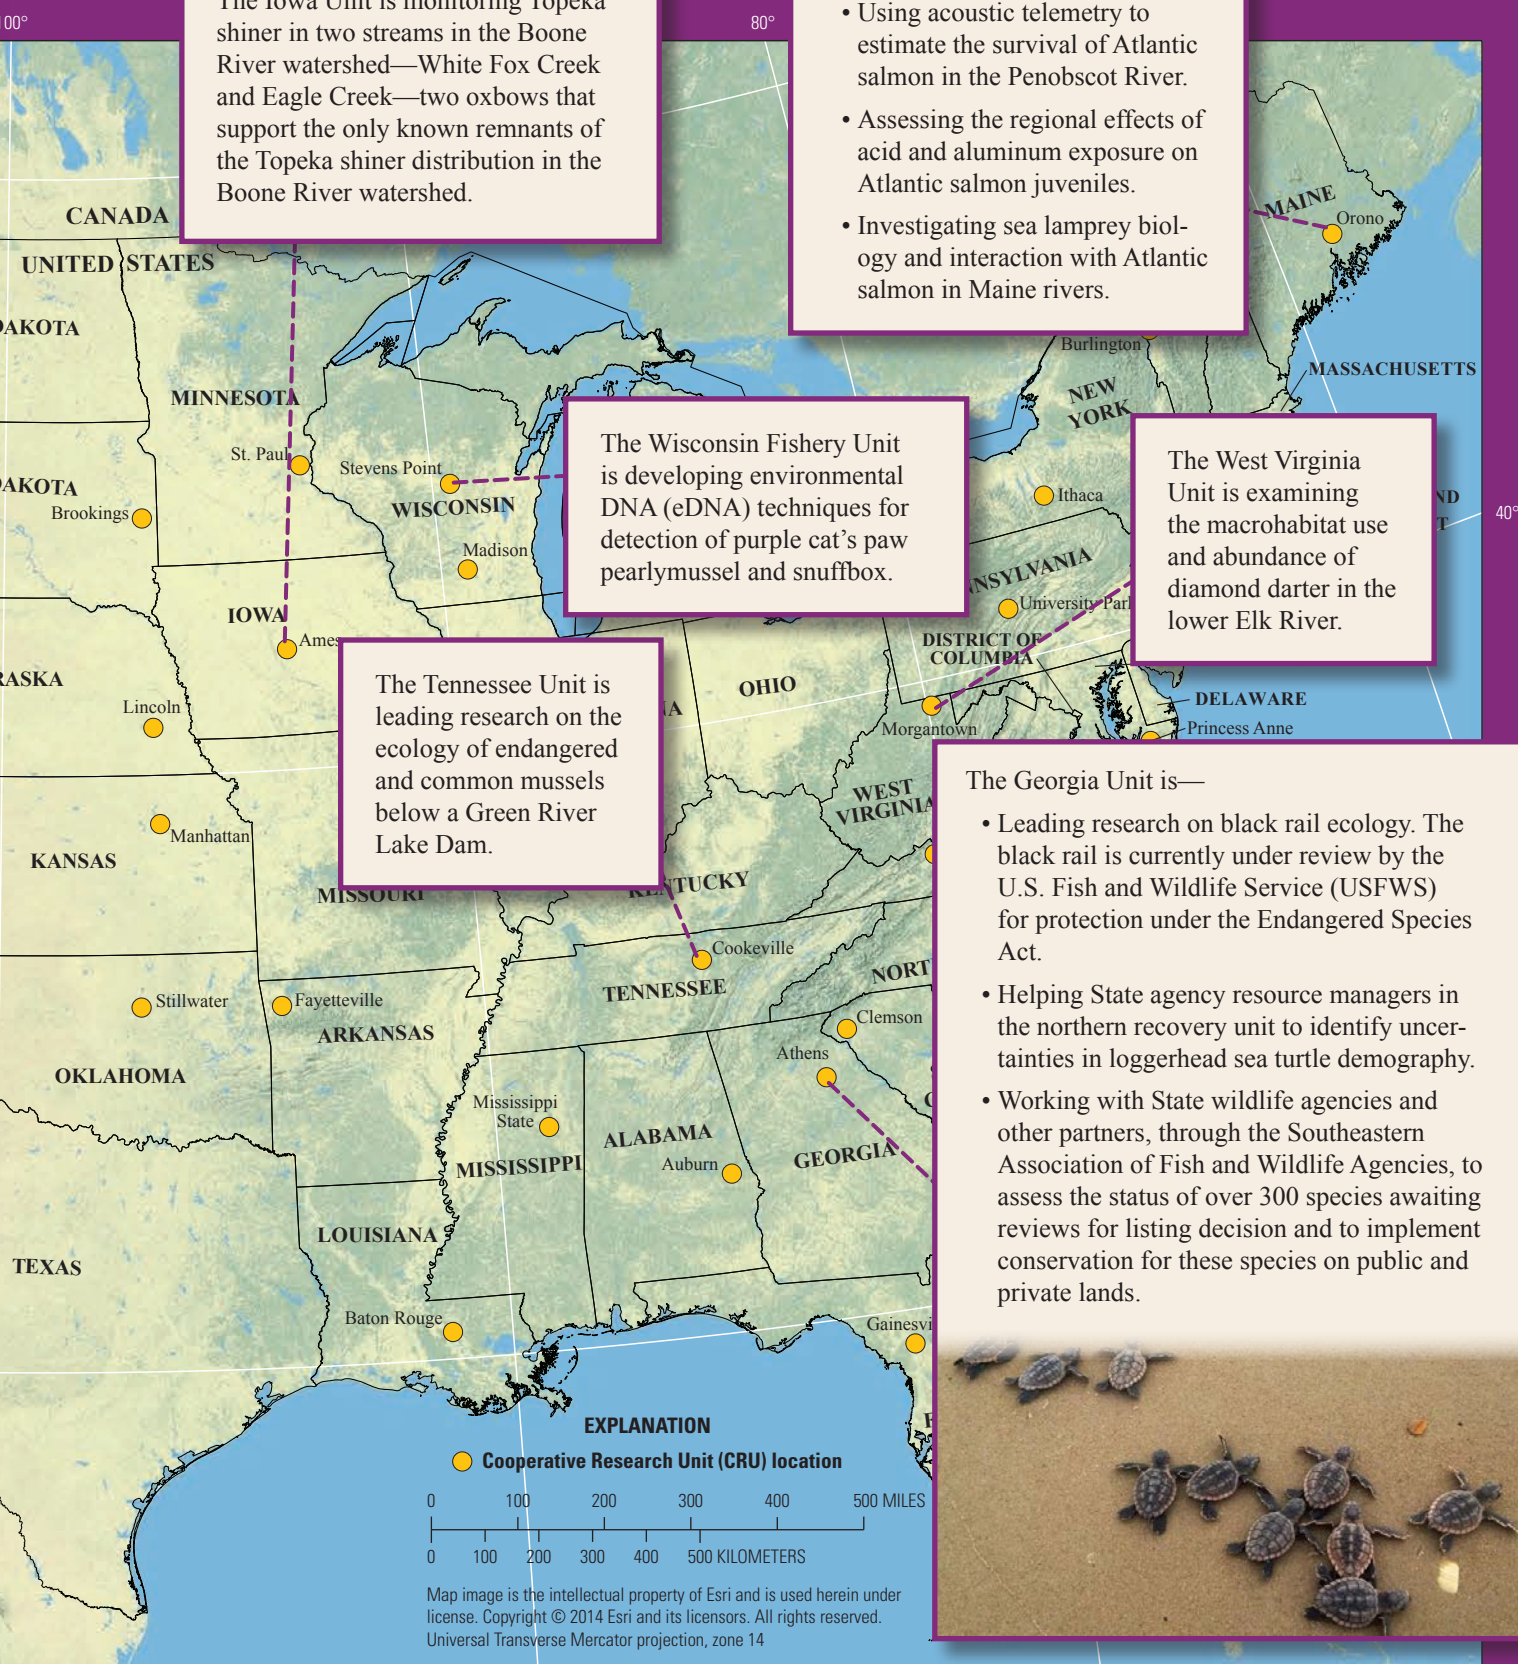 100°
80°
The Iowa Unit is monitoring Topeka
shiner in two streams in the Boone
River watershed—White Fox Creek
and Eagle Creek—two oxbows that
support the only known remnants of
the Topeka shiner distribution in the
Boone River watershed.
• Using acoustic telemetry to
estimate the survival of Atlantic
salmon in the Penobscot River.
• Assessing the regional effects of
acid and aluminum exposure on
Atlantic salmon juveniles.
• Investigating sea lamprey biol-
ogy and interaction with Atlantic
salmon in Maine rivers.
CANADA
UNITED STATES
MAINE
Orono
DAKOTA
Burlington
MASSACHUSETTS
MINNESOTA
NEW
YORK
St. Paul
Stevens Point
WISCONSIN
The Wisconsin Fishery Unit
is developing environmental
DNA (eDNA) techniques for
detection of purple cat’s paw
pearlymussel and snuffbox.
The West Virginia
Unit is examining
the macrohabitat use
and abundance of
diamond darter in the
lower Elk River.
Ithaca
ND
T
40°
DAKOTA
Brookings
Madison
NNSYLVANIA
University Park
IOWA
Ames
DISTRICT OF
COLUMBIA
RASKA
Lincoln
The Tennessee Unit is
leading research on the
ecology of endangered
and common mussels
below a Green River
Lake Dam.
NA
OHIO
DELAWARE
Morgantown
Princess Anne
WEST
VIRGINIA
Manhattan
KANSAS
MISSOURI
KENTUCKY
The Georgia Unit is—
• Leading research on black rail ecology. The
black rail is currently under review by the
U.S. Fish and Wildlife Service (USFWS)
for protection under the Endangered Species
Act.
• Helping State agency resource managers in
the northern recovery unit to identify uncer-
tainties in loggerhead sea turtle demography.
• Working with State wildlife agencies and
other partners, through the Southeastern
Association of Fish and Wildlife Agencies, to
assess the status of over 300 species awaiting
reviews for listing decision and to implement
conservation for these species on public and
private lands.
Cookeville
TENNESSEE
NORT
Stillwater
Fayetteville
ARKANSAS
Clemson
Athens
OKLAHOMA
Mississippi
State
MISSISSIPPI
ALABAMA
Auburn
GEORGIA
LOUISIANA
TEXAS
Baton Rouge
Gainesvi
EXPLANATION
Cooperative Research Unit (CRU) location
0 100 200 300 400 500 MILES
0 100 200 300 400 500 KILOMETERS
Map image is the intellectual property of Esri and is used herein under
license. Copyright © 2014 Esri and its licensors. All rights reserved.
Universal Transverse Mercator projection, zone 14